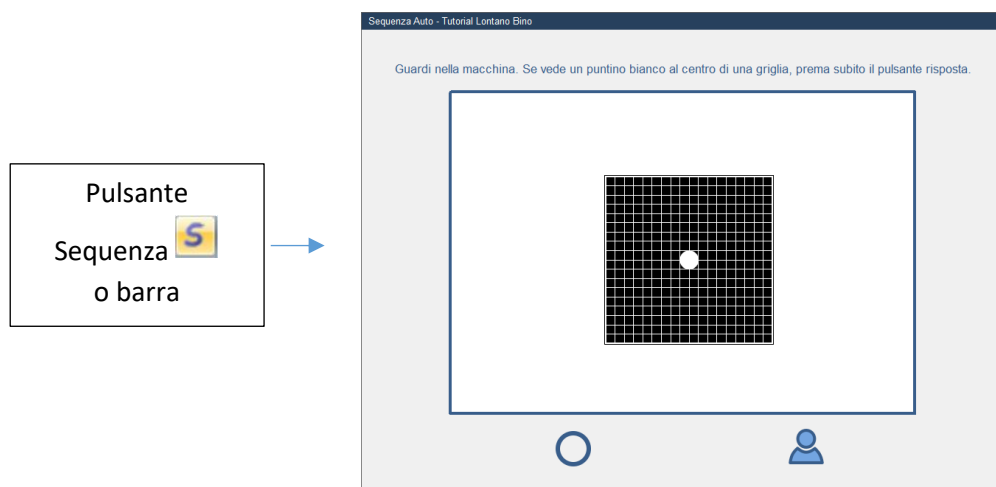 Sequenza Auto - Tutorial Lontano Bino
Guardi nella macchina. Se vede un puntino bianco al centro di una griglia, prema subito il pulsante risposta.
Pulsante
Sequenza S
o barra